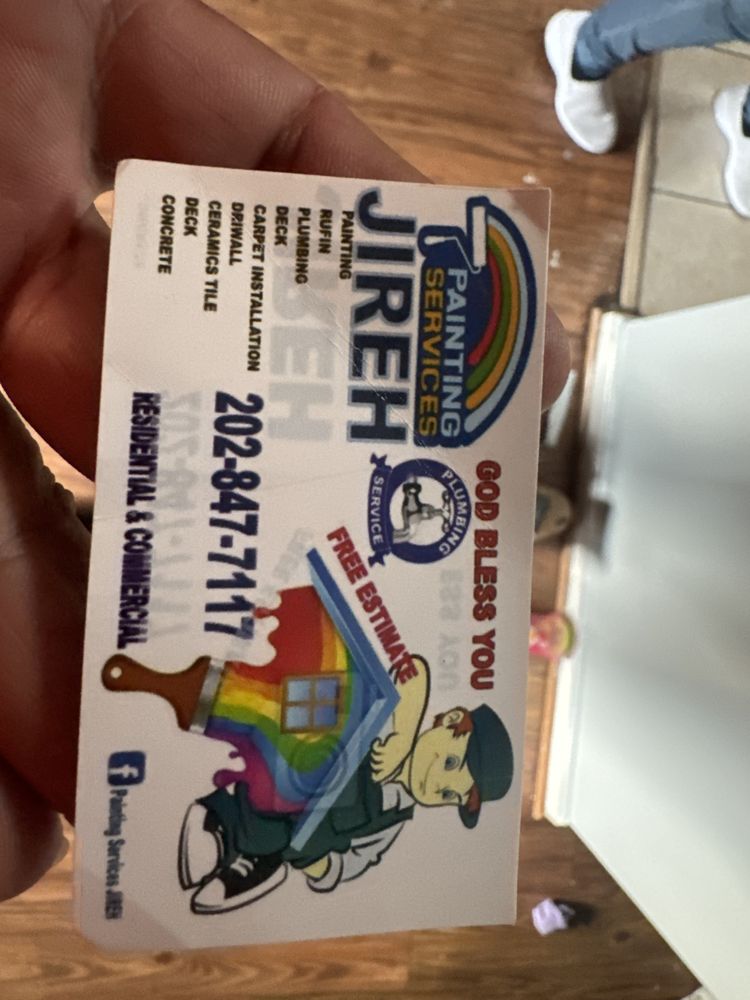 GOD BLESS YOU
PAINTING
SERVICES
JIREH
PLUMBING
SERVICE
FREE ESTIMATE
PAINTING
RUFIN
PLUMBING
DECK
CARPET INSTALLATION
DRIWALL
CERAMICS TILE
DECK
CONCRETE
202-847-7117
RESIDENTIAL & COMMERCIAL
f Painting Services JIREH